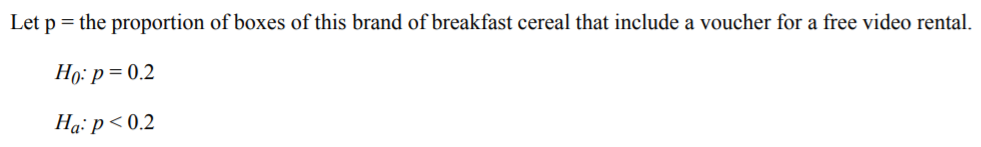 Let p = the proportion of boxes of this brand of breakfast cereal that include a voucher for a free video rental.
H0: p = 0.2
Ha: p < 0.2